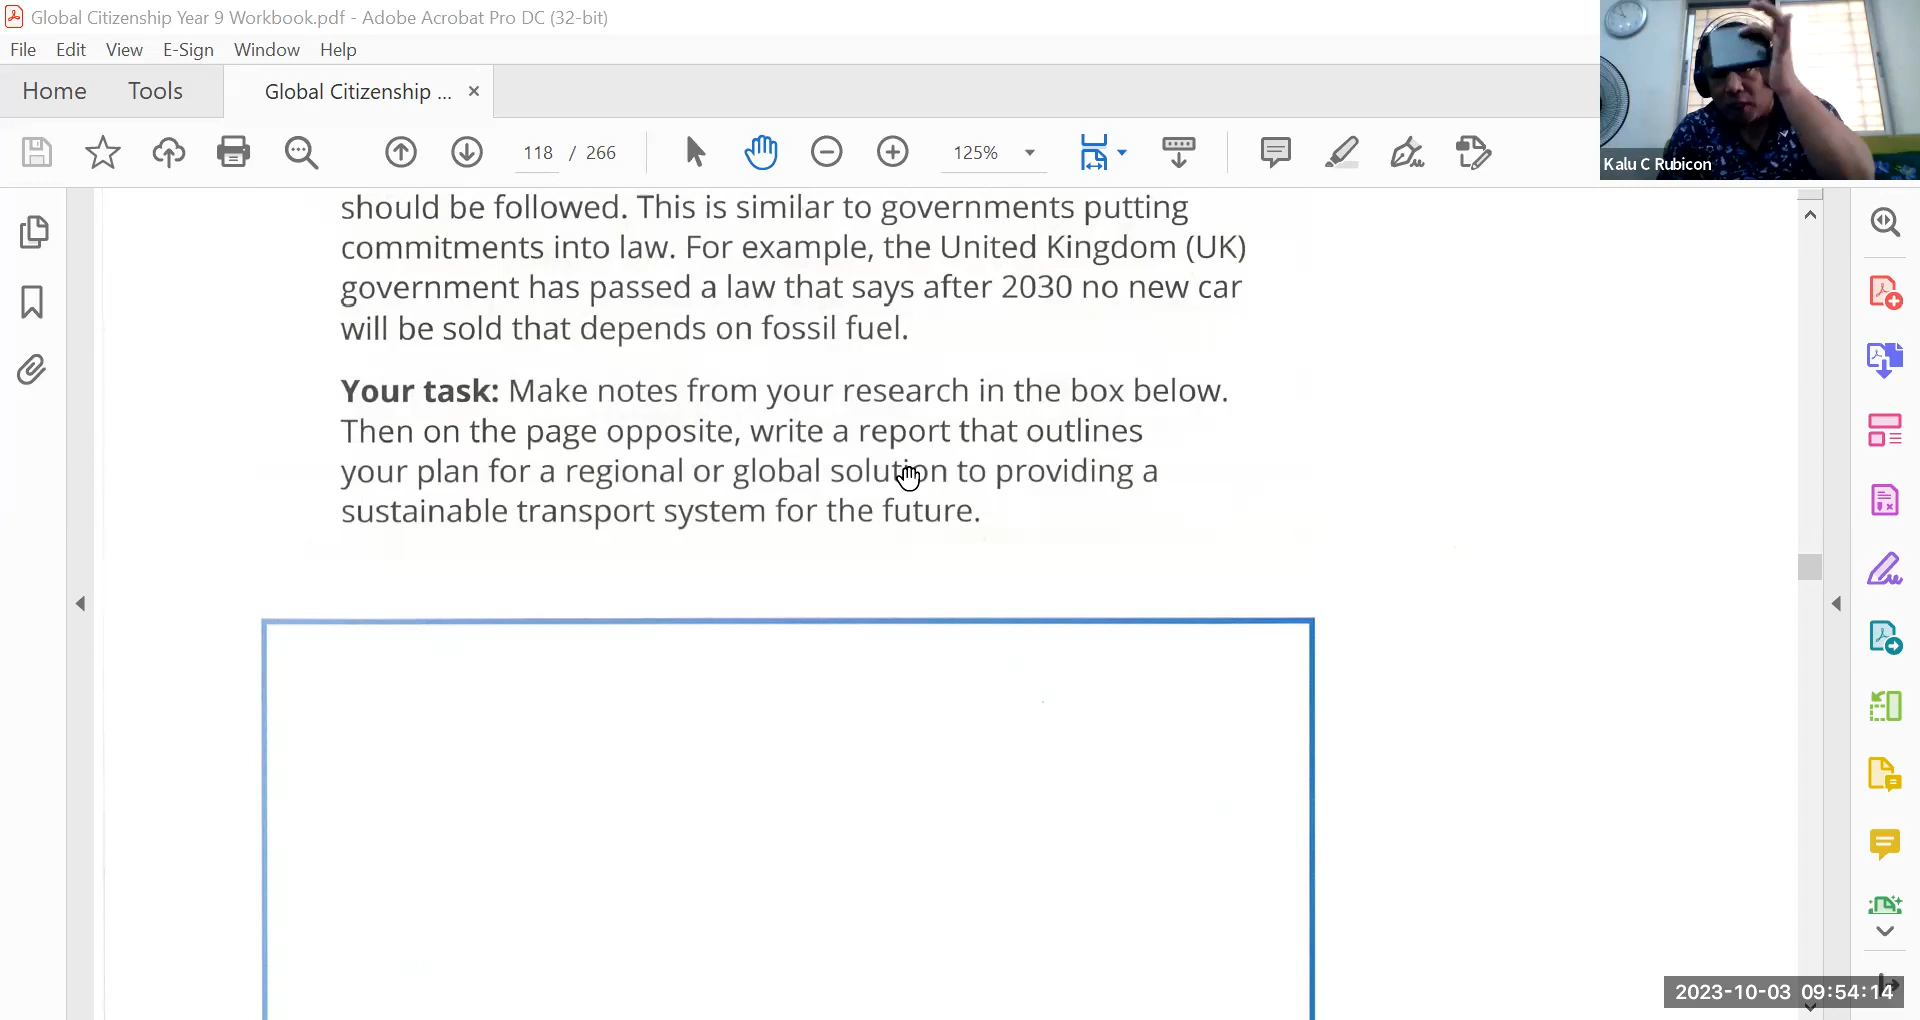 Global Citizenship Year 9 Workbook.pdf - Adobe Acrobat Pro DC (32-bit)
File Edit View E-Sign Window Help
Home Tools Global Citizenship ... ×
118 / 266 125%
Kalu C Rubicon
should be followed. This is similar to governments putting
commitments into law. For example, the United Kingdom (UK)
government has passed a law that says after 2030 no new car
will be sold that depends on fossil fuel.
Your task: Make notes from your research in the box below.
Then on the page opposite, write a report that outlines
your plan for a regional or global solution to providing a
sustainable transport system for the future.
2023-10-03 09:54:14